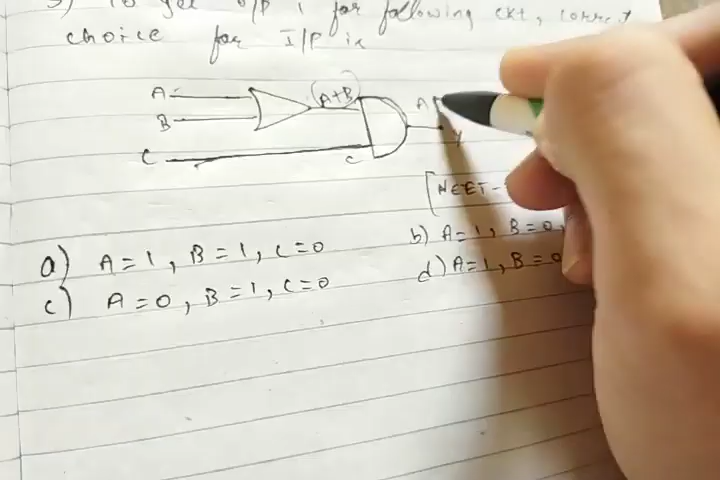 3) To get O/P 1 for following ckt, correct
choice for I/P is
A
(A+B)
A
B
C
C
Y
[NEET-
a) A=1, B=1, C=0
b) A=1, B=0,
c) A=0, B=1, C=0
d) A=1, B=0